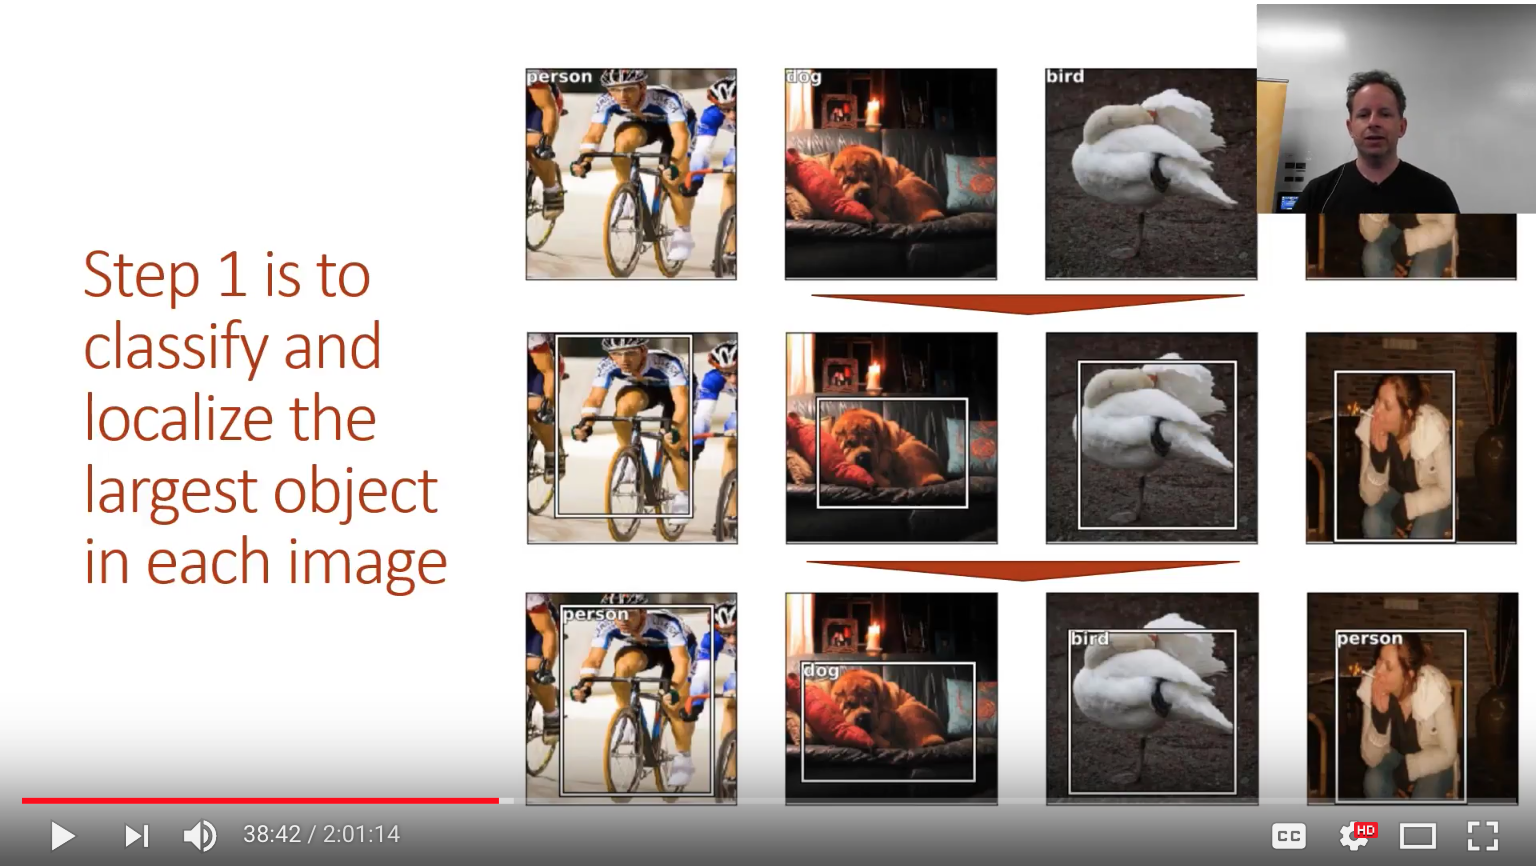 person
dog
bird
Step 1 is to
classify and
localize the
largest object
in each image
person
dog
bird
person
38:42 / 2:01:14
CC
HD